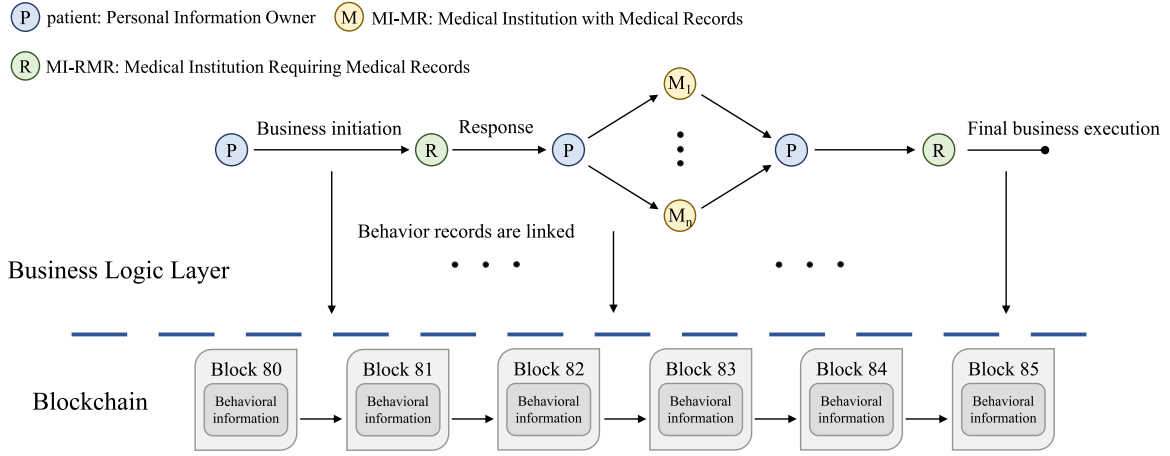 P patient: Personal Information Owner
M MI-MR: Medical Institution with Medical Records
R MI-RMR: Medical Institution Requiring Medical Records
Business initiation
Response
Final business execution
P
R
P
M1
Mn
P
R
Behavior records are linked
Business Logic Layer
Blockchain
Block 80
Behavioral
information
Block 81
Behavioral
information
Block 82
Behavioral
information
Block 83
Behavioral
information
Block 84
Behavioral
information
Block 85
Behavioral
information